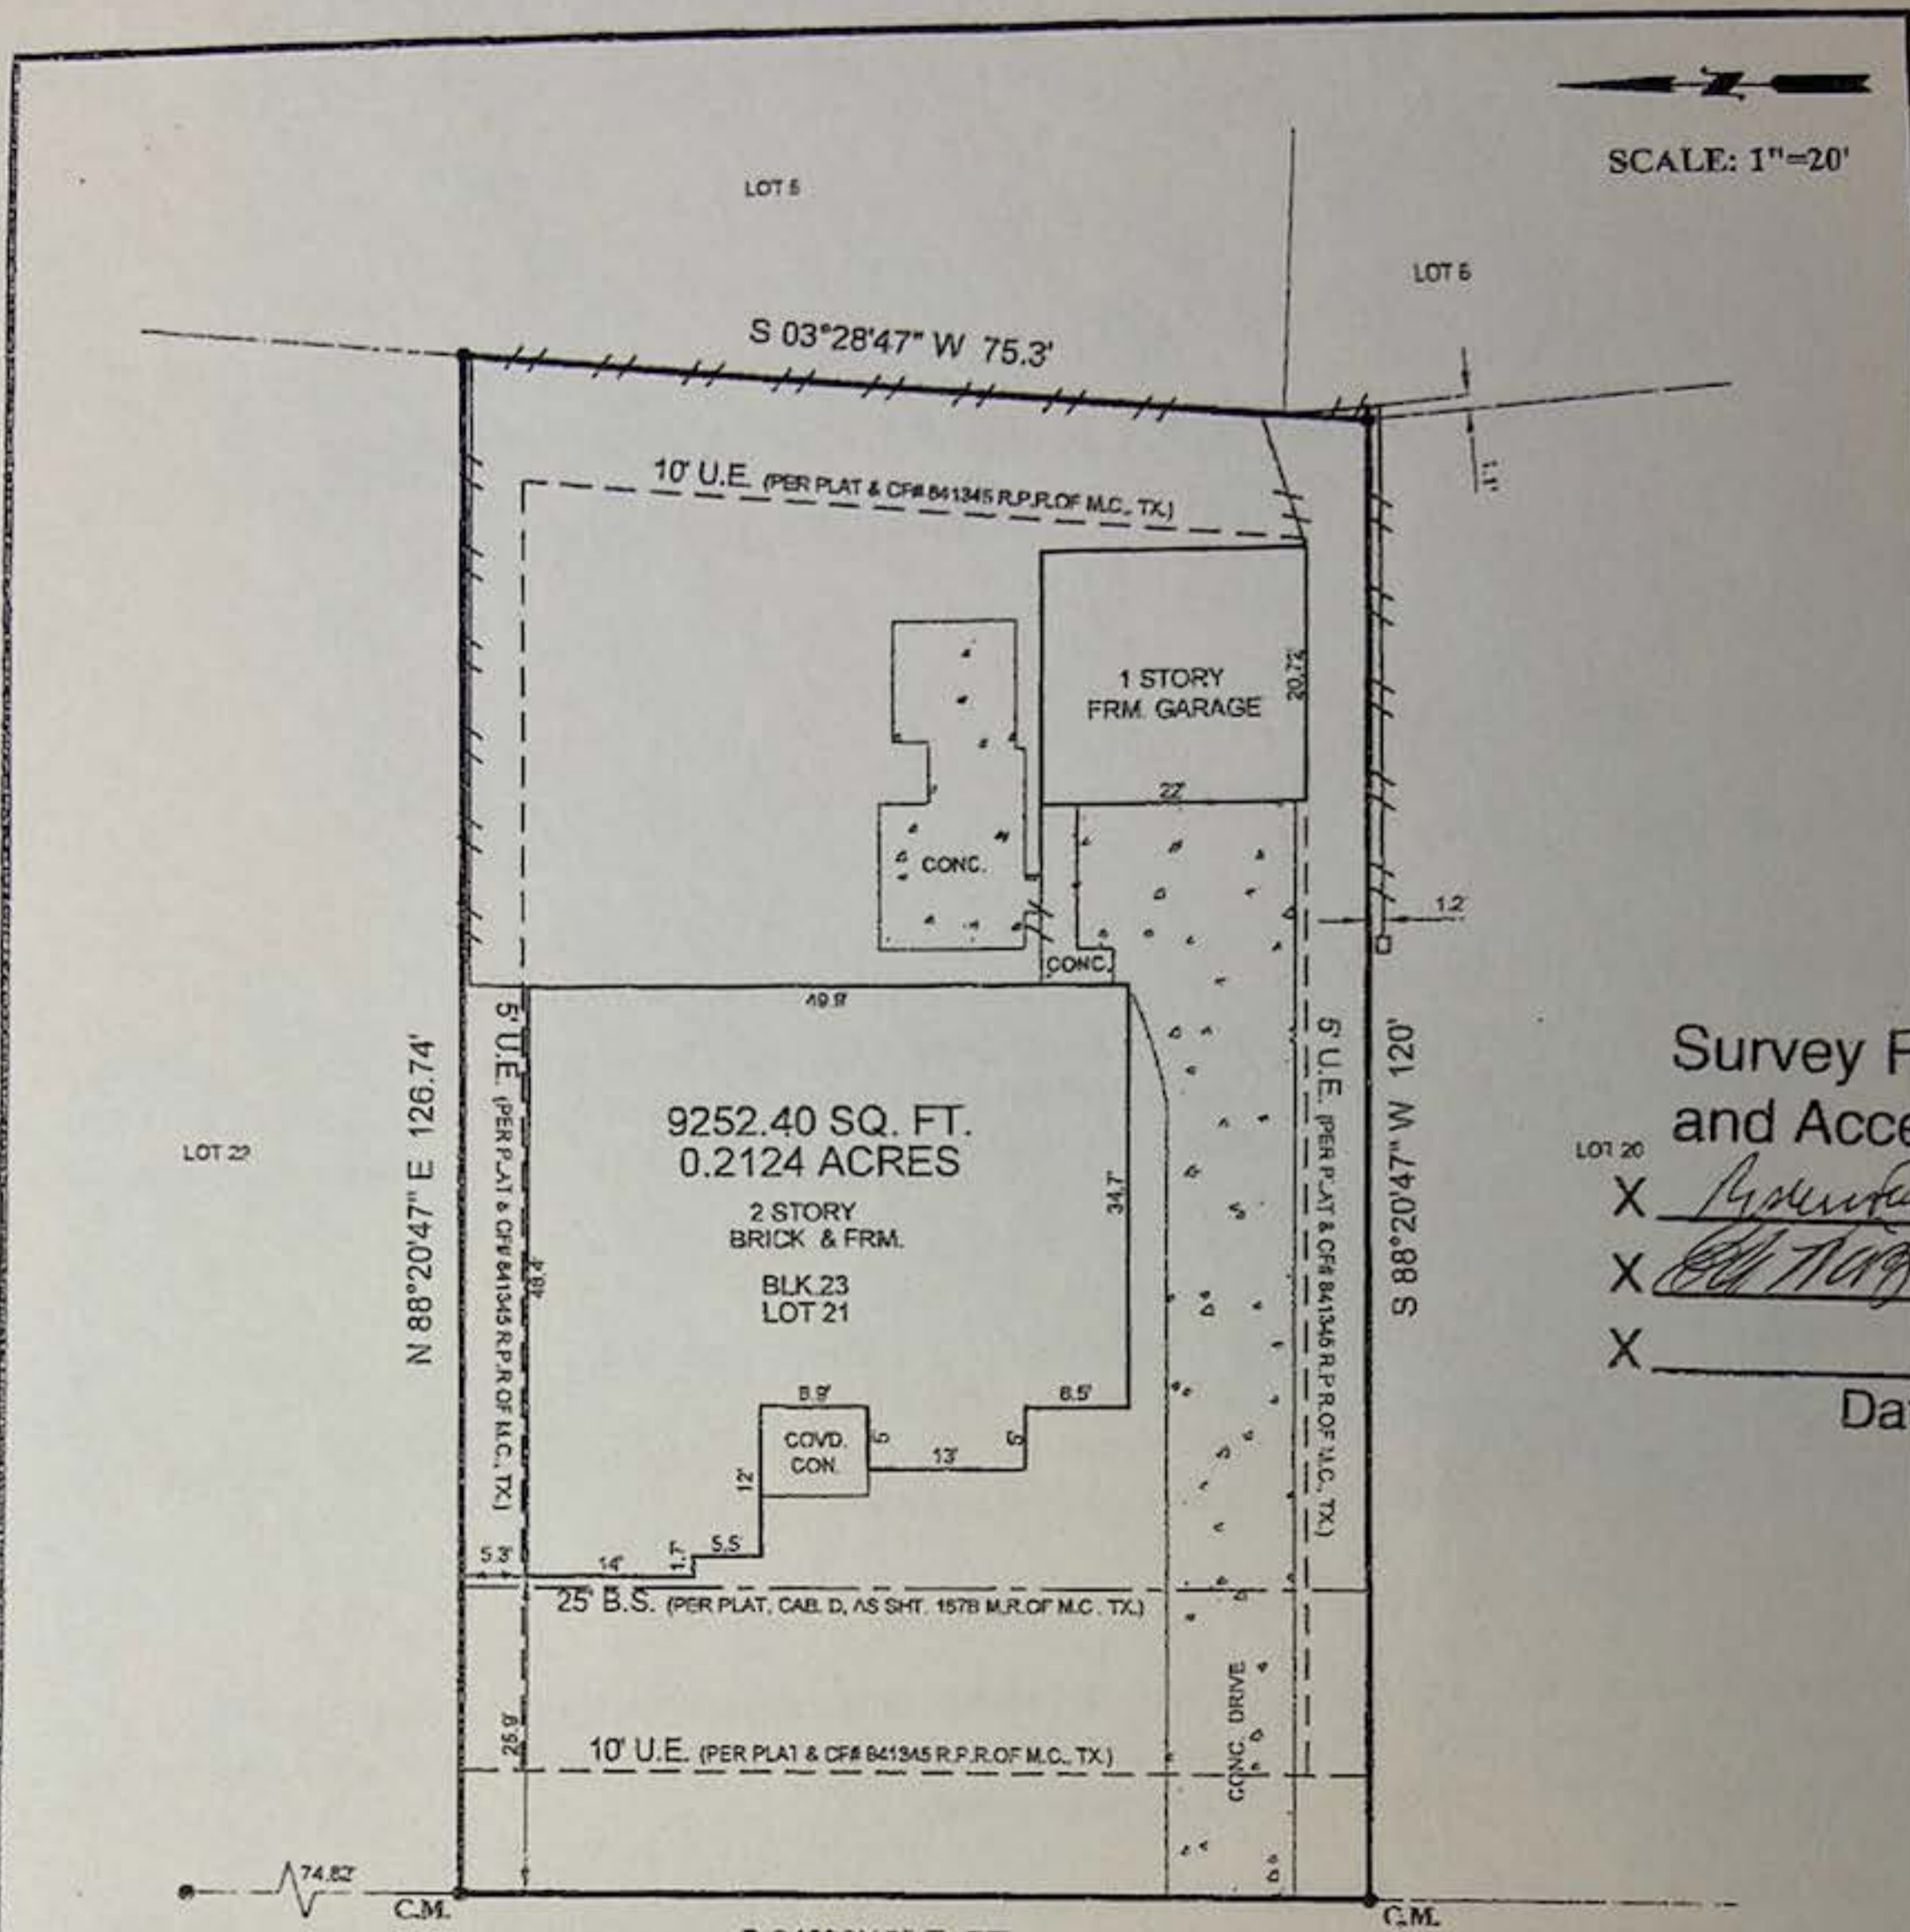 SCALE: 1"=20'
LOT 5
LOT 6
S 03°28'47" W 75.3'
1.1'
10' U.E. (PER PLAT & CF# 841345 R.P.R.OF M.C., TX.)
1 STORY
FRM. GARAGE
20.72'
22'
CONC.
1.2'
CONC.
49.9'
5' U.E. (PER PLAT & CF# 841345 R.P.R.OF M.C., TX.)
N 88°20'47" E 126.74'
LOT 22
9252.40 SQ. FT.
0.2124 ACRES
2 STORY
BRICK & FRM.
BLK.23
LOT 21
48.4'
34.7'
5' U.E. (PER PLAT & CF# 841345 R.P.R.OF M.C., TX.)
S 88°20'47" W 120'
Survey
and Acce
LOT 20
X
X
X
Da
8.9'
8.5'
COVD.
CON.
5'
13'
5'
12'
5.5'
1.7'
14'
5.3'
25' B.S. (PER PLAT, CAB. D, AS SHT. 157B M.R.OF M.C. TX.)
25.9'
CONC. DRIVE
10' U.E. (PER PLAT & CF# 841345 R.P.R.OF M.C., TX.)
74.82'
C.M.
C.M.